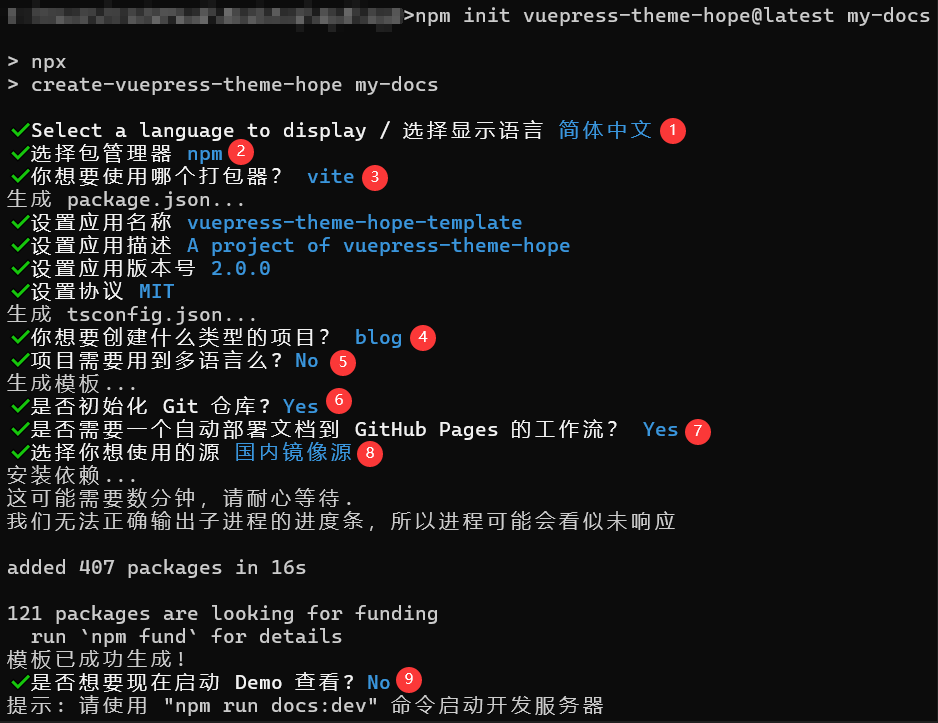 >npm init vuepress-theme-hope@latest my-docs
> npx
> create-vuepress-theme-hope my-docs
✓Select a language to display / 选择显示语言 简体中文 1
✓选择包管理器 npm 2
✓你想要使用哪个打包器？ vite 3
生成 package.json...
✓设置应用名称 vuepress-theme-hope-template
✓设置应用描述 A project of vuepress-theme-hope
✓设置应用版本号 2.0.0
✓设置协议 MIT
生成 tsconfig.json...
✓你想要创建什么类型的项目？ blog 4
✓项目需要用到多语言么? No 5
生成模板...
✓是否初始化 Git 仓库? Yes 6
✓是否需要一个自动部署文档到 GitHub Pages 的工作流？ Yes 7
✓选择你想使用的源 国内镜像源 8
安装依赖...
这可能需要数分钟，请耐心等待.
我们无法正确输出子进程的进度条，所以进程可能会看似未响应
added 407 packages in 16s
121 packages are looking for funding
run `npm fund` for details
模板已成功生成!
✓是否想要现在启动 Demo 查看? No 9
提示: 请使用 "npm run docs:dev" 命令启动开发服务器